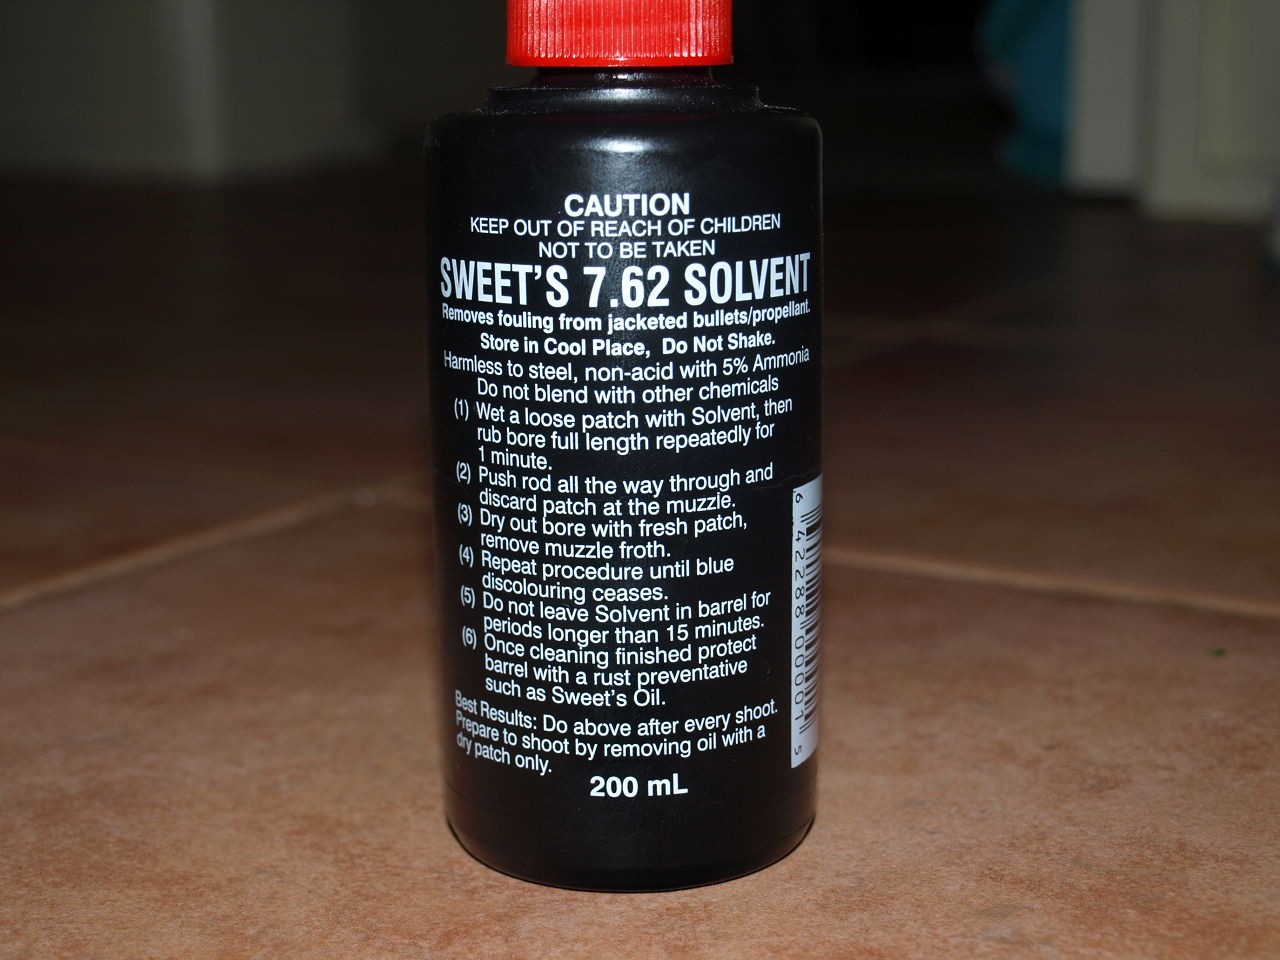 CAUTION
KEEP OUT OF REACH OF CHILDREN
NOT TO BE TAKEN
SWEET'S 7.62 SOLVENT
Removes fouling from jacketed bullets/propellant.
Store in Cool Place, Do Not Shake.
Harmless to steel, non-acid with 5% Ammonia
Do not blend with other chemicals
(1) Wet a loose patch with Solvent, then
rub bore full length repeatedly for
1 minute.
(2) Push rod all the way through and
discard patch at the muzzle.
(3) Dry out bore with fresh patch,
remove muzzle froth.
(4) Repeat procedure until blue
discolouring ceases.
(5) Do not leave Solvent in barrel for
periods longer than 15 minutes.
(6) Once cleaning finished protect
barrel with a rust preventative
such as Sweet's Oil.
Best Results: Do above after every shoot.
Prepare to shoot by removing oil with a
dry patch only.
200 mL
6 42288 00001 5